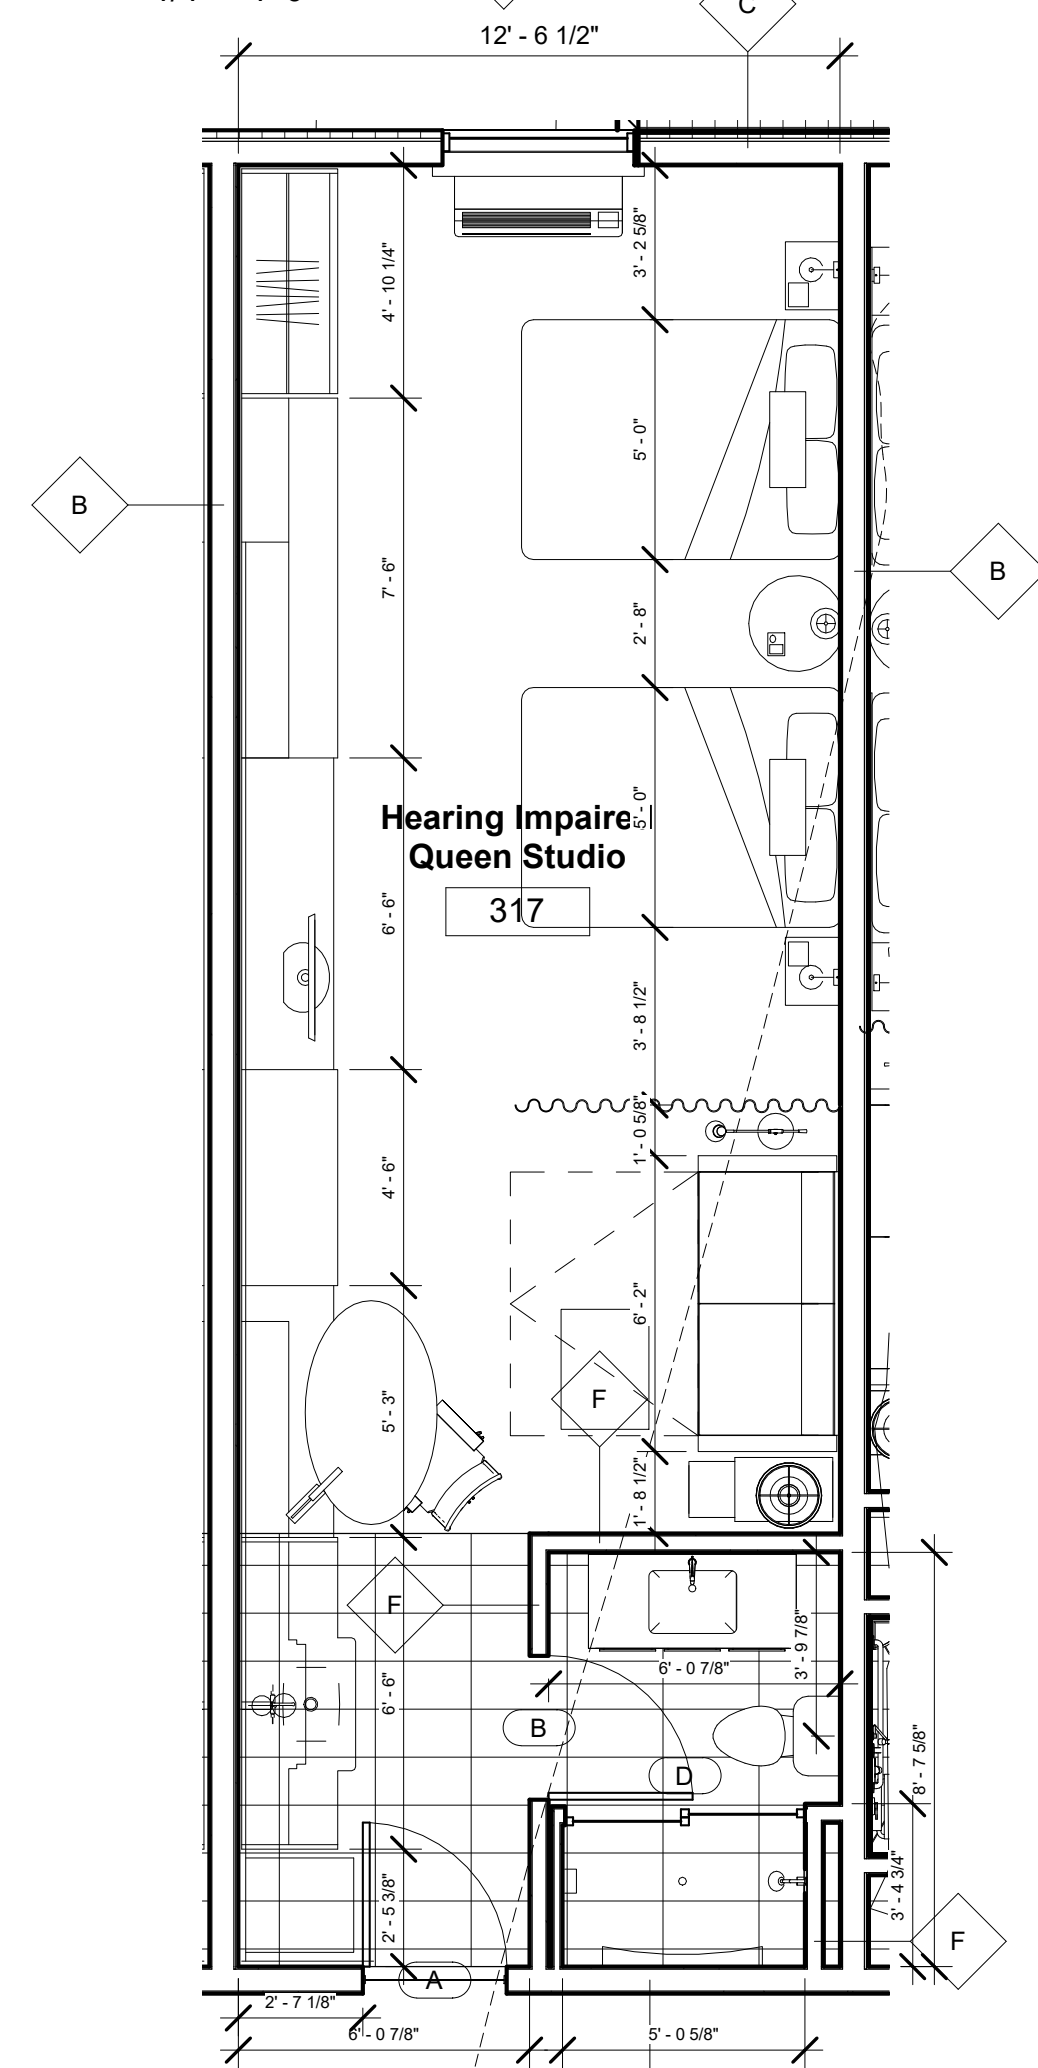 C
12' - 6 1/2"
4' - 10 1/4"
3' - 2 5/8"
5' - 0"
B
B
7' - 6"
2' - 8"
Hearing Impaire
Queen Studio
5' - 0"
317
6' - 6"
3' - 8 1/2"
1' - 0 5/8"
4' - 6"
6' - 2"
F
5' - 3"
1' - 8 1/2"
F
3' - 9 7/8"
6' - 0 7/8"
6' - 6"
B
D
8' - 7 5/8"
3' - 4 3/4"
2' - 5 3/8"
F
A
2' - 7 1/8"
6' - 0 7/8"
5' - 0 5/8"